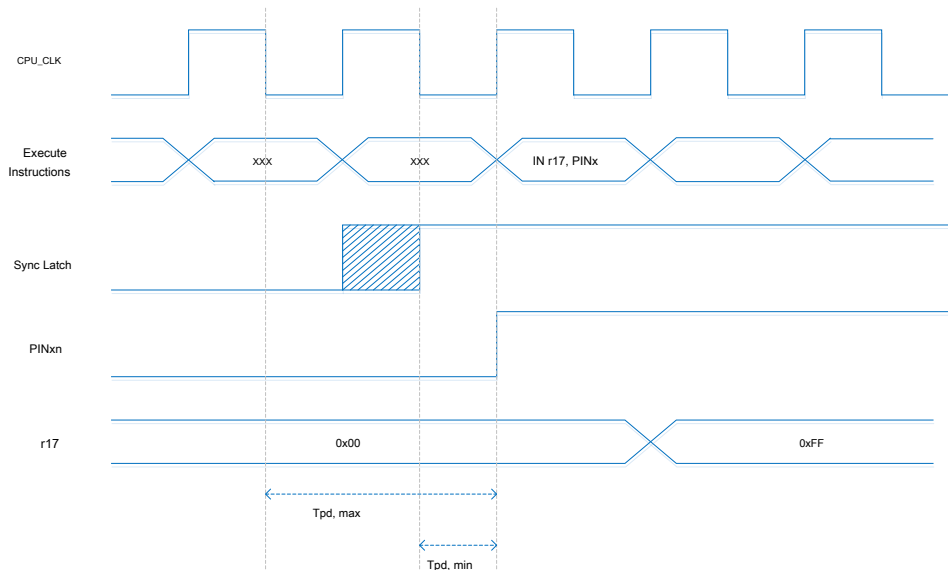 CPU_CLK
Execute
Instructions
xxx
xxx
IN r17, PINx
Sync Latch
PINxn
r17
0x00
0xFF
Tpd, max
Tpd, min